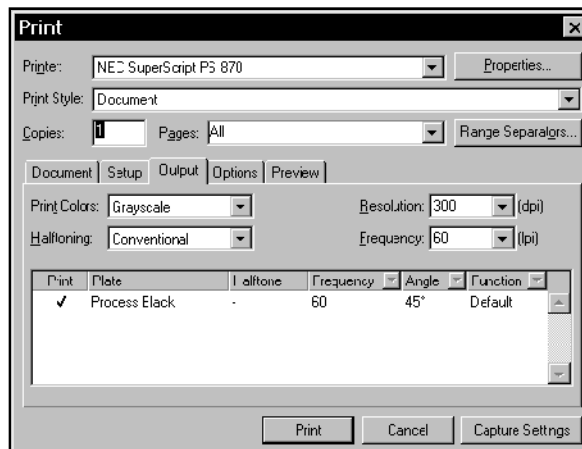 Print
Printer: NEC SuperScript PS 870 Properties...
Print Style: Document
Copies: 1 Pages: All Range Separators...
Document Setup Output Options Preview
Print Colors: Grayscale Resolution: 300 (dpi)
Halftoning: Conventional Frequency: 60 (lpi)
Print Plate Halftone Frequency Angle Function
✓ Process Black - 60 45° Default
Print Cancel Capture Settings